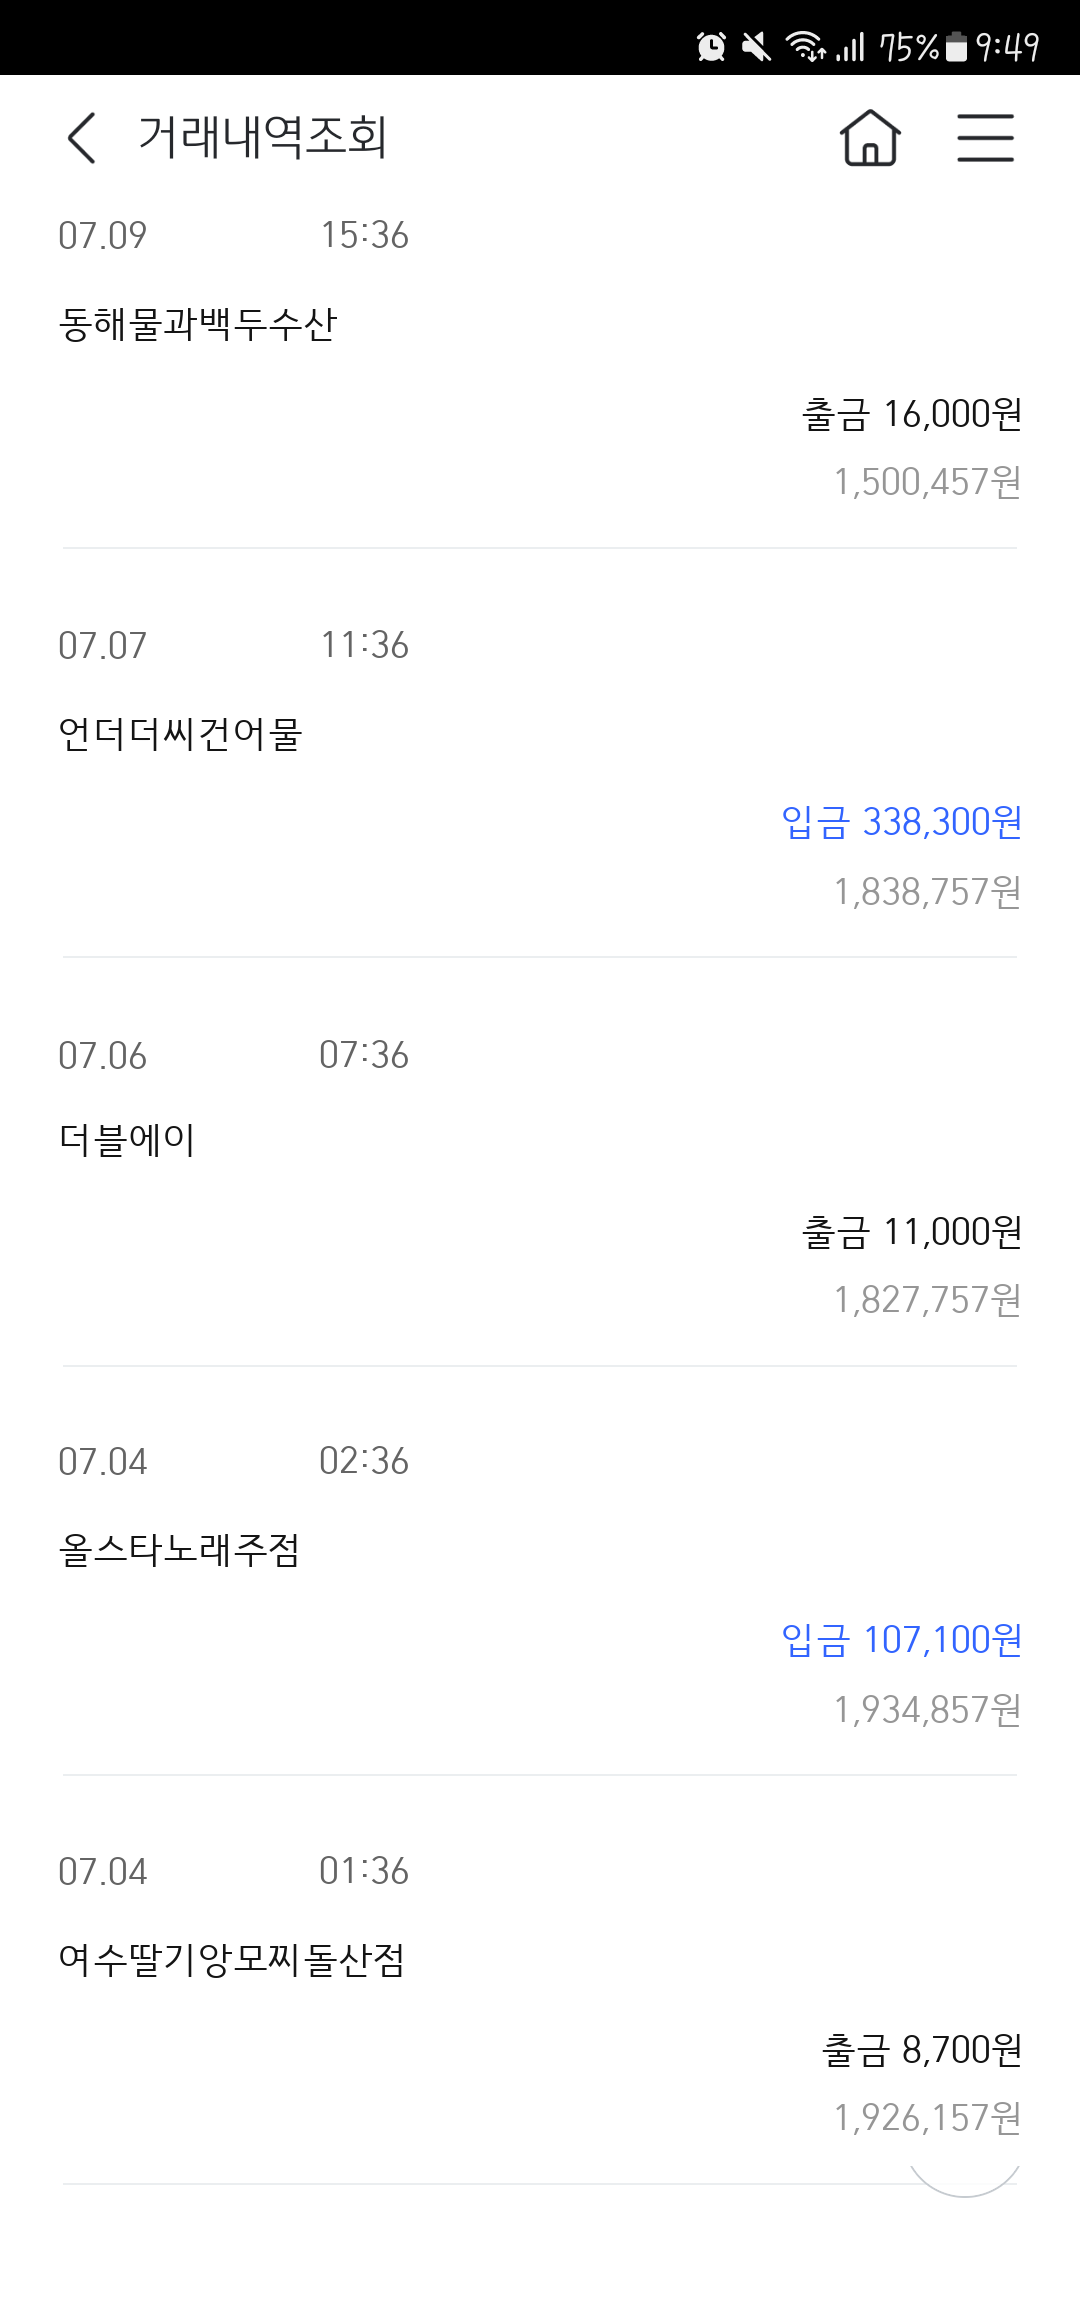 75% 9:49
거래내역조회
07.09 15:36
동해물과백두수산
출금 16,000원
1,500,457원
07.07 11:36
언더더씨건어물
입금 338,300원
1,838,757원
07.06 07:36
더블에이
출금 11,000원
1,827,757원
07.04 02:36
올스타노래주점
입금 107,100원
1,934,857원
07.04 01:36
여수딸기앙모찌돌산점
출금 8,700원
1,926,157원